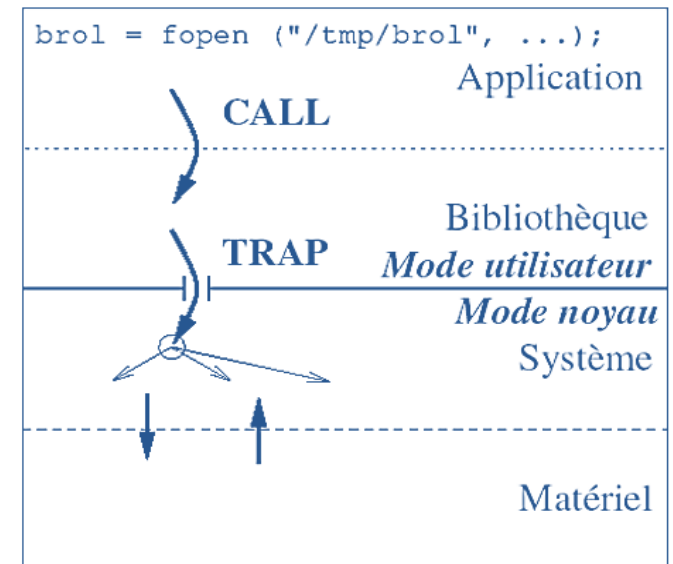 brol = fopen ("/tmp/brol", ...);
Application
CALL
Bibliothèque
TRAP
Mode utilisateur
Mode noyau
Système
Matériel